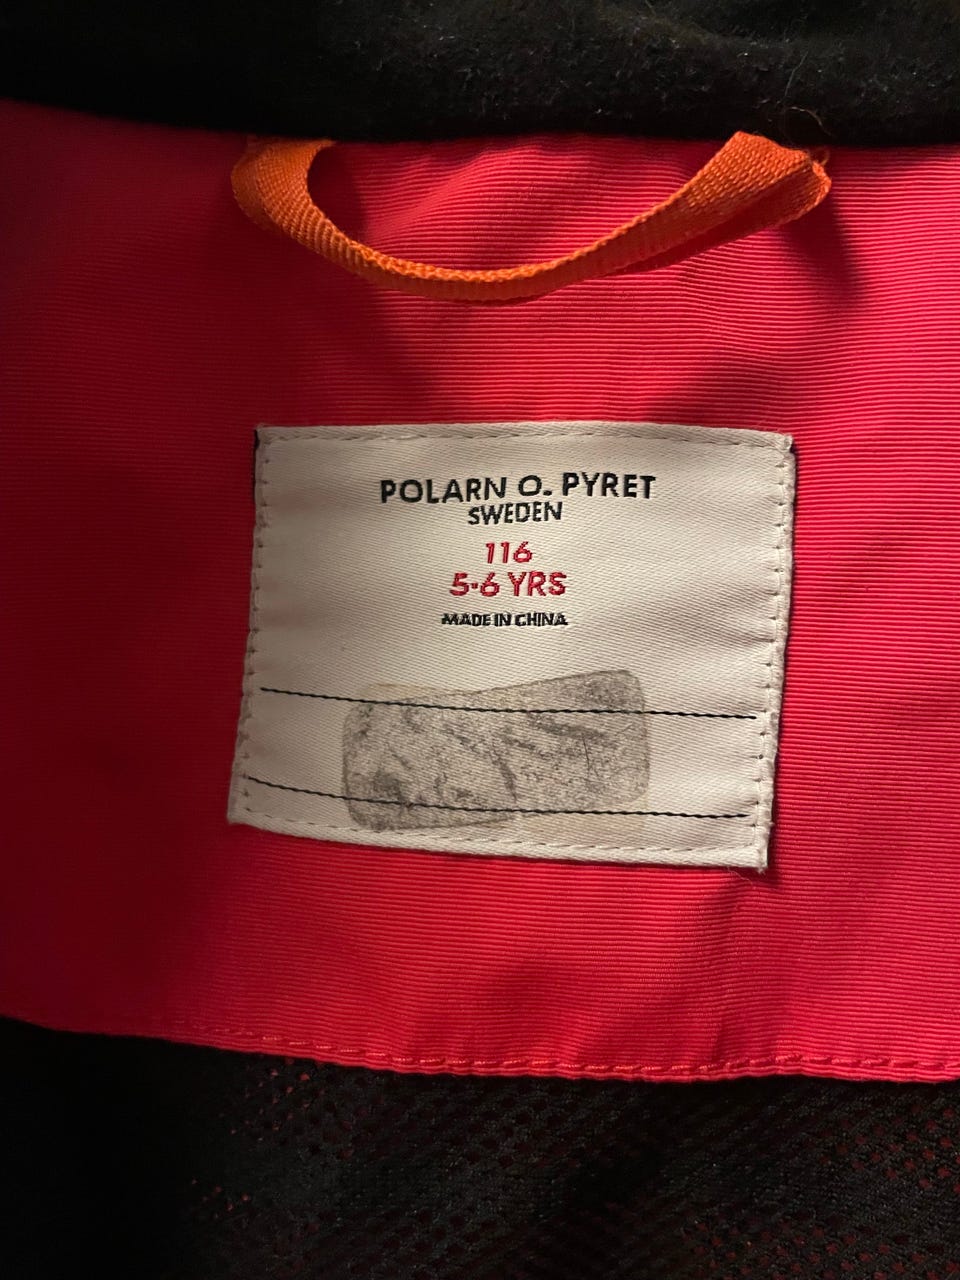 POLARN O. PYRET
SWEDEN
116
5-6 YRS
MADE IN CHINA